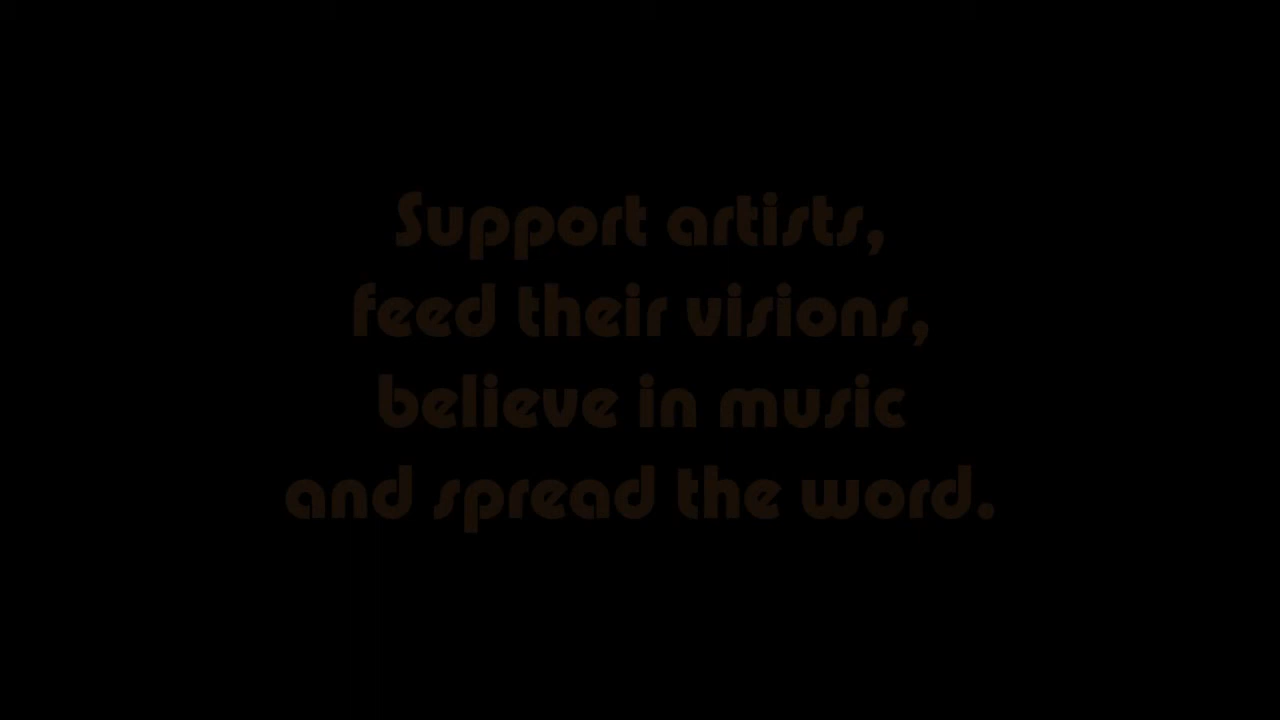 Support artists,
feed their visions,
believe in music
and spread the word.